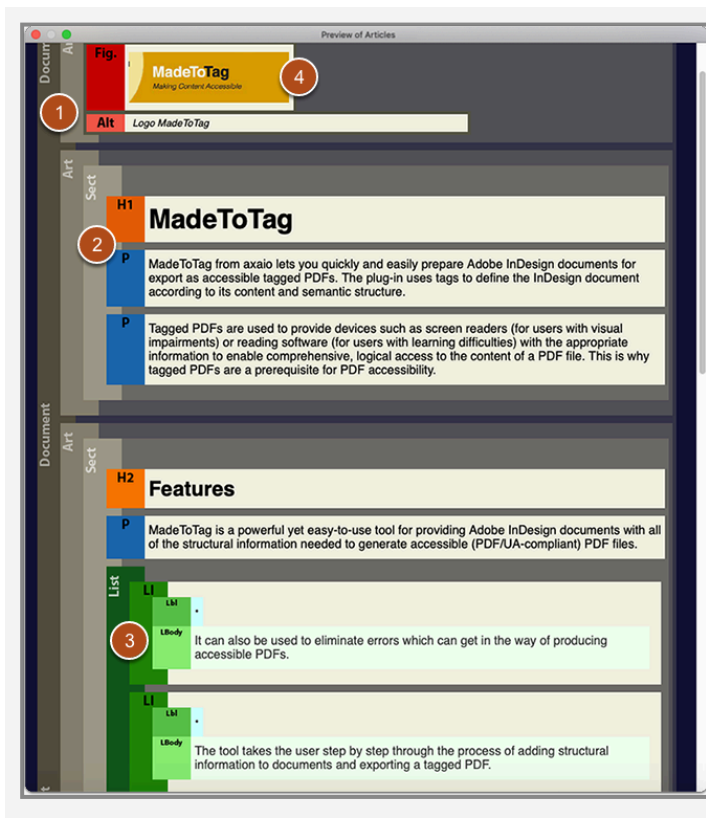 Preview of Articles
Docum
Ar
Fig.
MadeToTag
Making Content Accessible
4
1
Alt
Logo MadeToTag
Art
Sect
H1
MadeToTag
2
P
MadeToTag from axaio lets you quickly and easily prepare Adobe InDesign documents for
export as accessible tagged PDFs. The plug-in uses tags to define the InDesign document
according to its content and semantic structure.
P
Tagged PDFs are used to provide devices such as screen readers (for users with visual
impairments) or reading software (for users with learning difficulties) with the appropriate
information to enable comprehensive, logical access to the content of a PDF file. This is why
tagged PDFs are a prerequisite for PDF accessibility.
Document
Art
Sect
H2
Features
P
MadeToTag is a powerful yet easy-to-use tool for providing Adobe InDesign documents with all
of the structural information needed to generate accessible (PDF/UA-compliant) PDF files.
List
LI
Lbl
•
3
LBody
It can also be used to eliminate errors which can get in the way of producing
accessible PDFs.
LI
Lbl
•
LBody
The tool takes the user step by step through the process of adding structural
information to documents and exporting a tagged PDF.